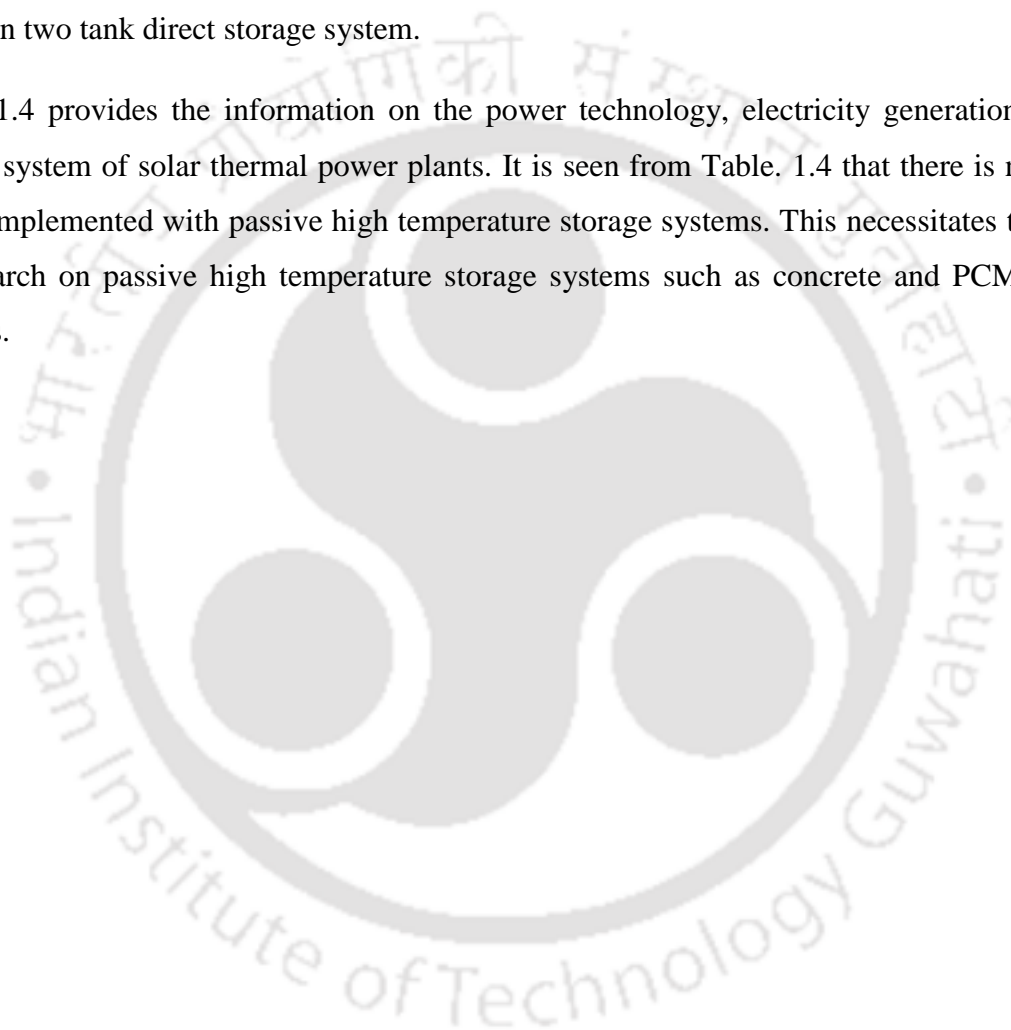 n two tank direct storage system.
1.4 provides the information on the power technology, electricity generation
system of solar thermal power plants. It is seen from Table. 1.4 that there is
mplemented with passive high temperature storage systems. This necessitates
arch on passive high temperature storage systems such as concrete and PCM
भारतीय प्रौद्योगिकी संस्थान गुवाहाटी
• Indian Institute of Technology Guwahati •